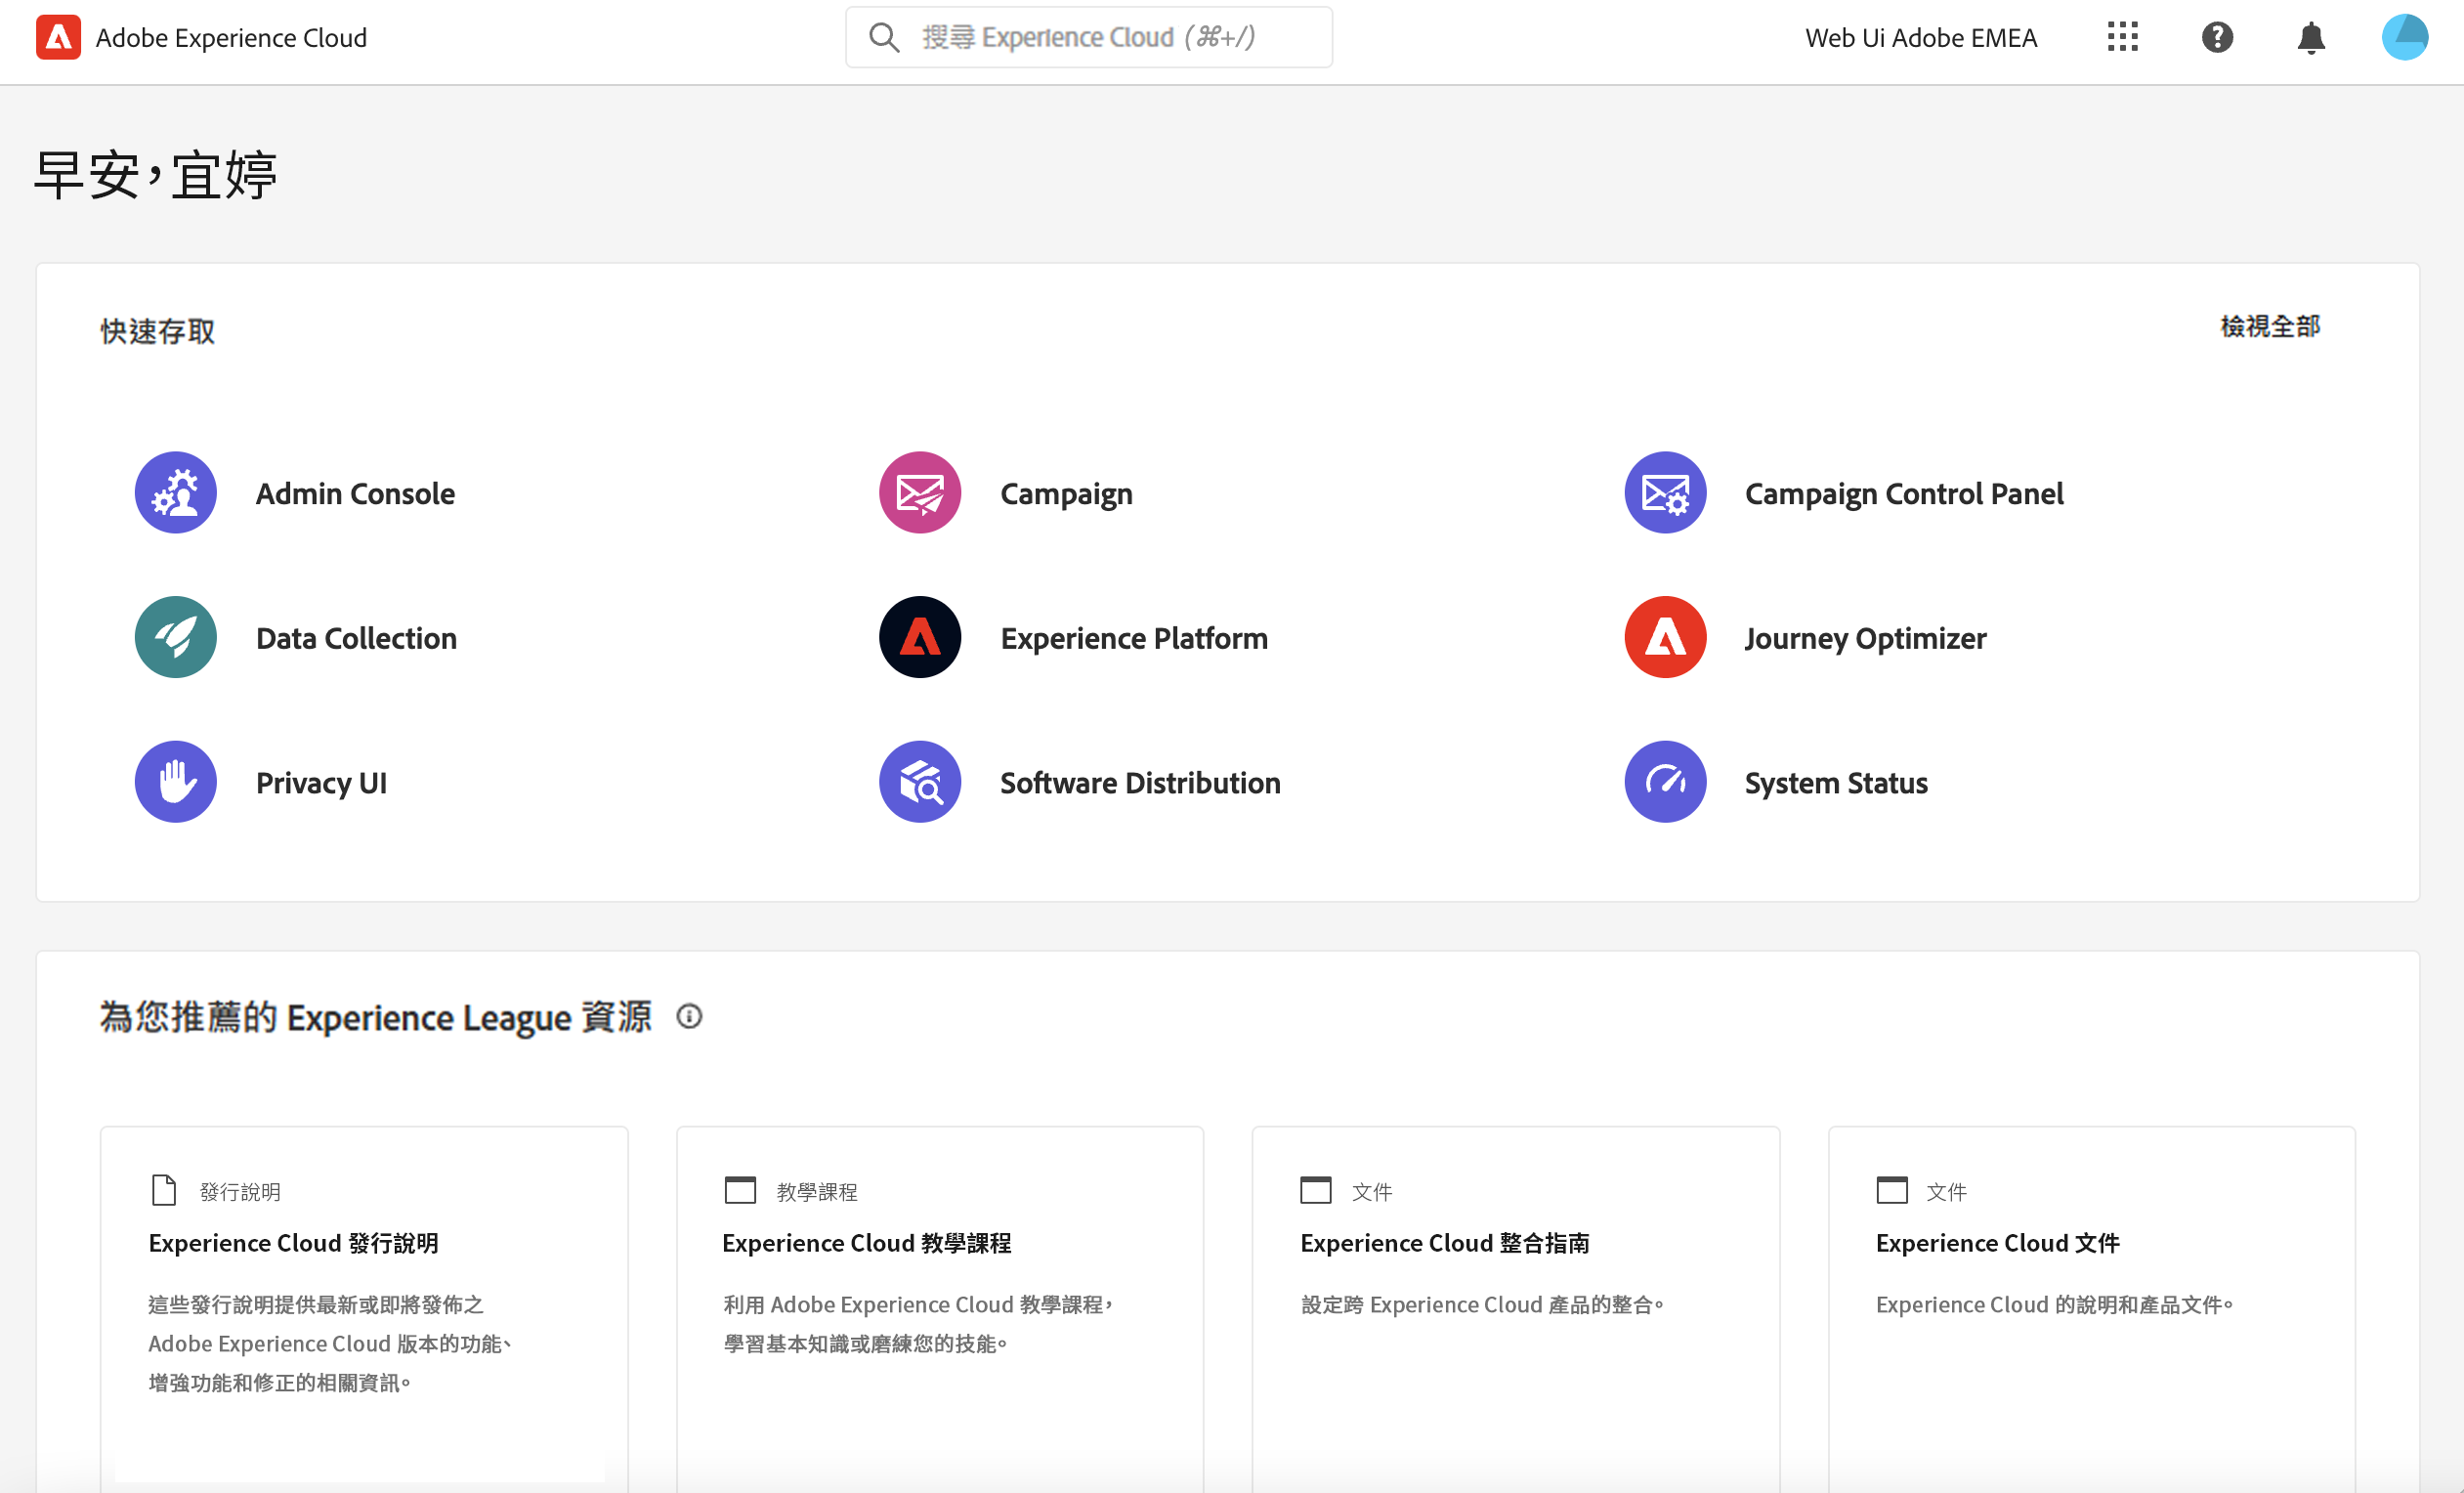 Adobe Experience Cloud
搜尋 Experience Cloud (⌘+/)
Web Ui Adobe EMEA
早安，宜婷
快速存取
檢視全部
Admin Console
Campaign
Campaign Control Panel
Data Collection
Experience Platform
Journey Optimizer
Privacy UI
Software Distribution
System Status
為您推薦的 Experience League 資源
發行說明
Experience Cloud 發行說明
這些發行說明提供最新或即將發佈之
Adobe Experience Cloud 版本的功能、
增強功能和修正的相關資訊。
教學課程
Experience Cloud 教學課程
利用 Adobe Experience Cloud 教學課程，
學習基本知識或磨練您的技能。
文件
Experience Cloud 整合指南
設定跨 Experience Cloud 產品的整合。
文件
Experience Cloud 文件
Experience Cloud 的說明和產品文件。